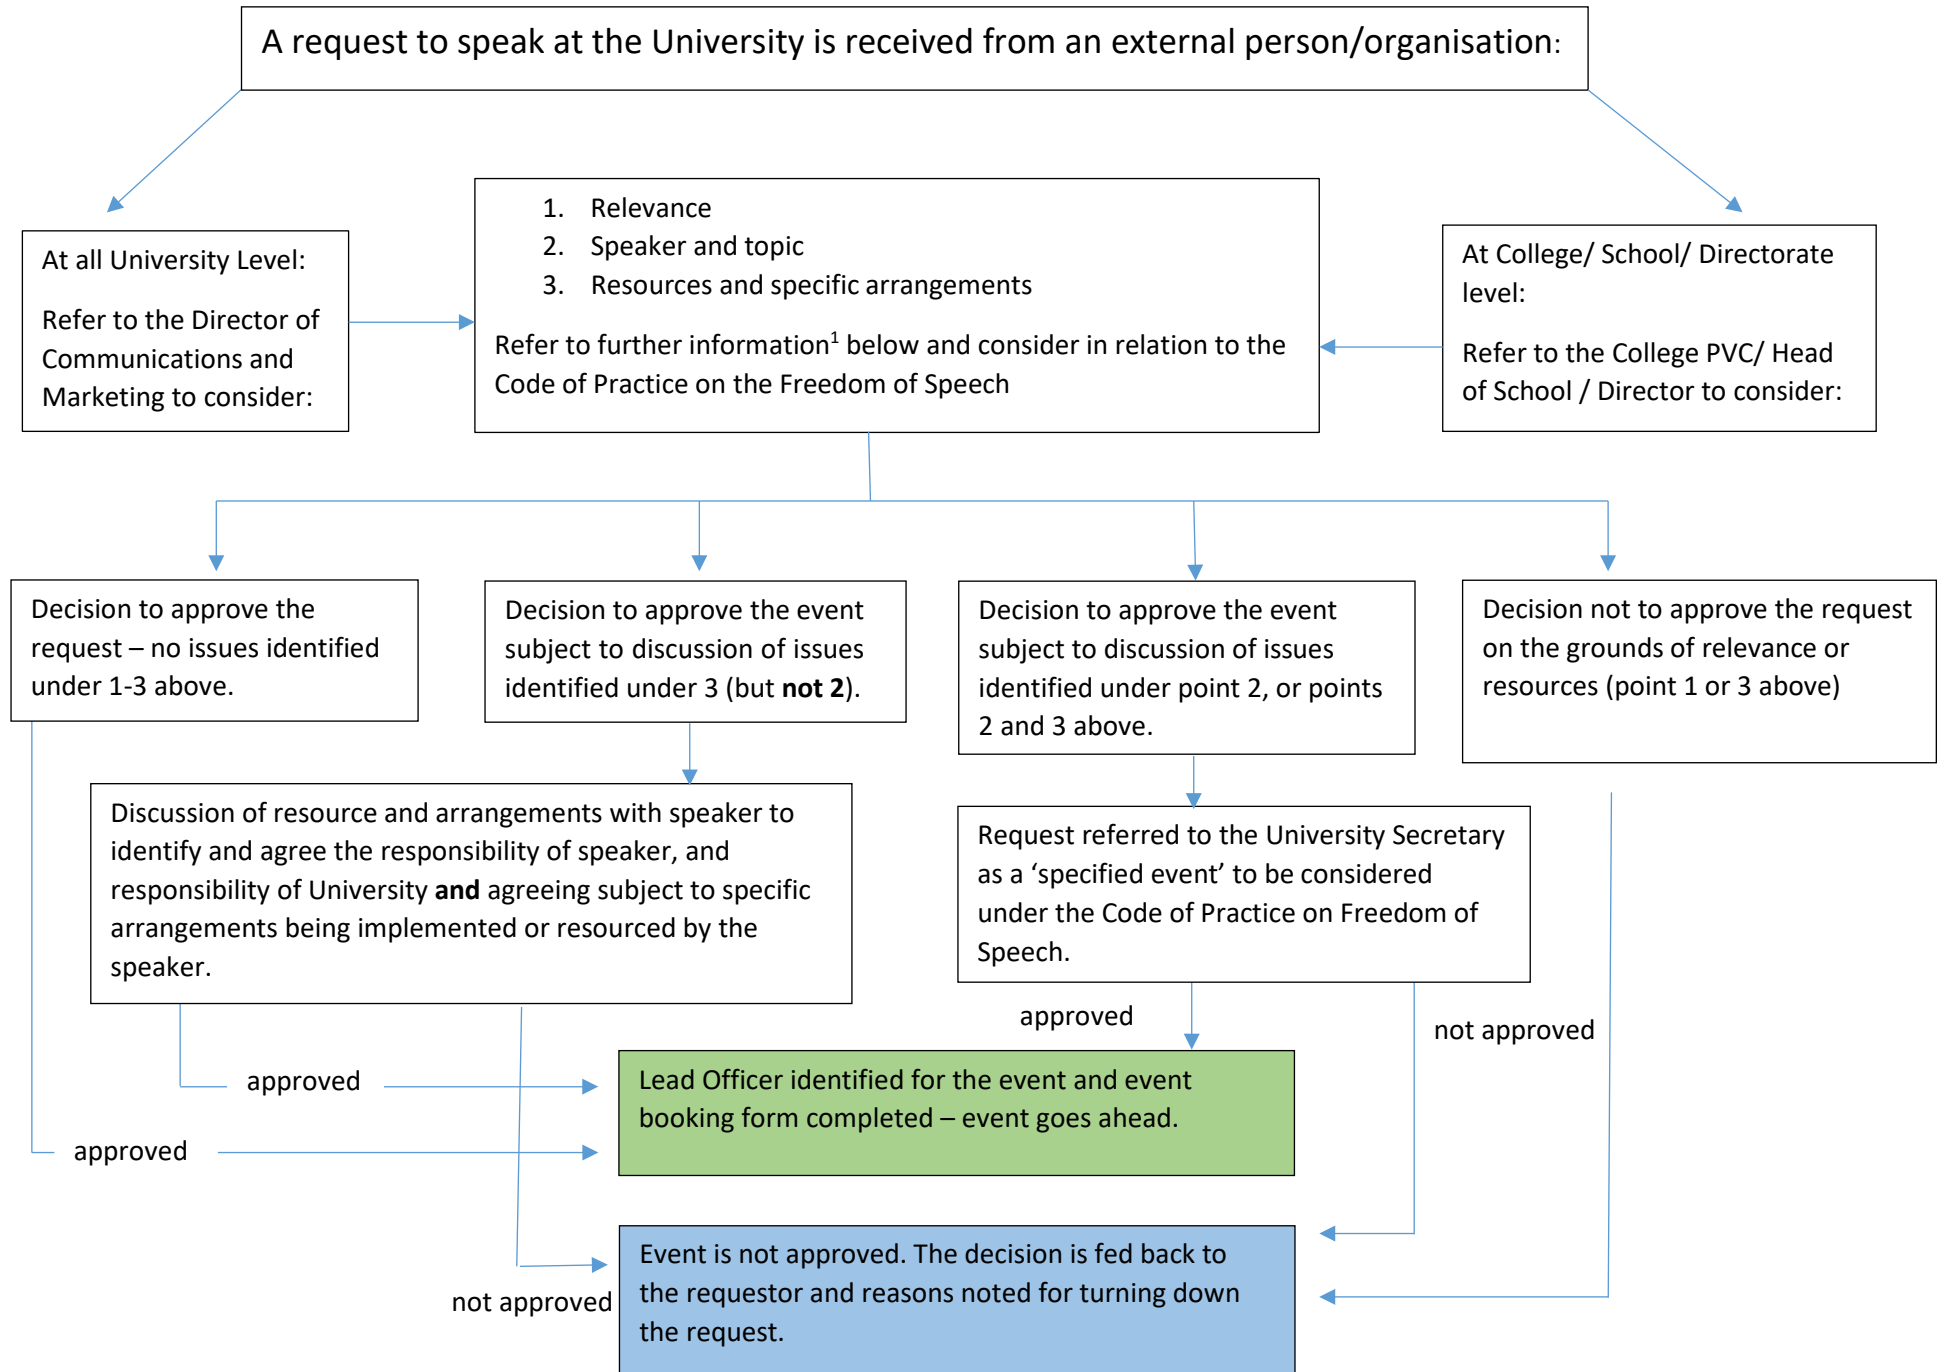 A request to speak at the University is received from an external person/organisation:
At all University Level:
Refer to the Director of
Communications and
Marketing to consider:
1. Relevance
2. Speaker and topic
3. Resources and specific arrangements
Refer to further information1 below and consider in relation to the
Code of Practice on the Freedom of Speech
At College/ School/ Directorate
level:
Refer to the College PVC/ Head
of School / Director to consider:
Decision to approve the
request – no issues identified
under 1-3 above.
Decision to approve the event
subject to discussion of issues
identified under 3 (but not 2).
Decision to approve the event
subject to discussion of issues
identified under point 2, or points
2 and 3 above.
Decision not to approve the request
on the grounds of relevance or
resources (point 1 or 3 above)
Discussion of resource and arrangements with speaker to
identify and agree the responsibility of speaker, and
responsibility of University and agreeing subject to specific
arrangements being implemented or resourced by the
speaker.
Request referred to the University Secretary
as a ‘specified event’ to be considered
under the Code of Practice on Freedom of
Speech.
approved
not approved
approved
approved
Lead Officer identified for the event and event
booking form completed – event goes ahead.
not approved
Event is not approved. The decision is fed back to
the requestor and reasons noted for turning down
the request.